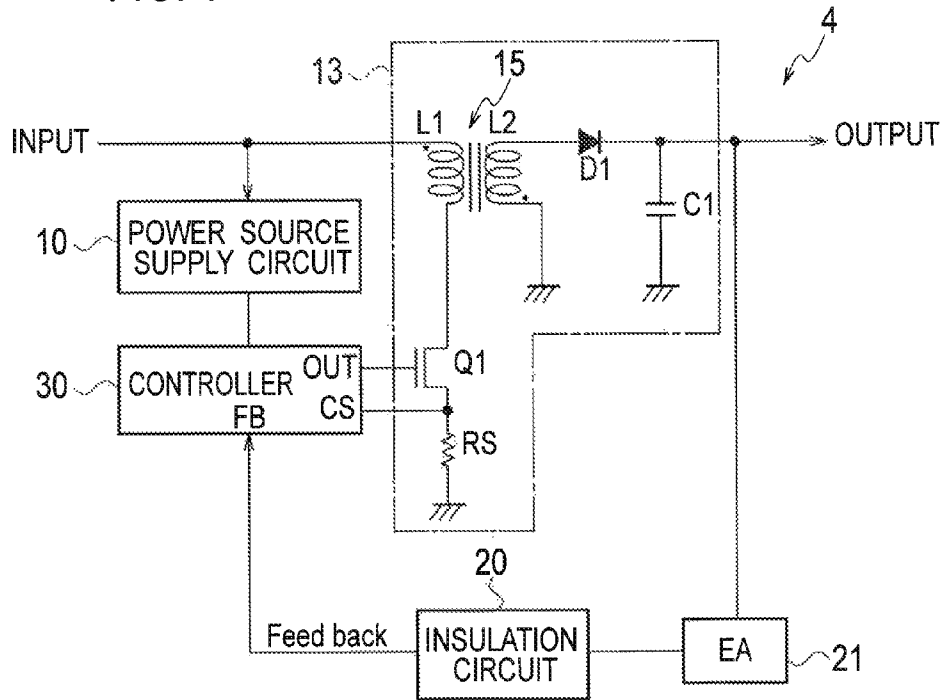 4
13
15
L1
L2
INPUT
OUTPUT
D1
C1
10
POWER SOURCE
SUPPLY CIRCUIT
30
CONTROLLER
OUT
FB
CS
Q1
RS
20
Feed back
INSULATION
CIRCUIT
EA
21